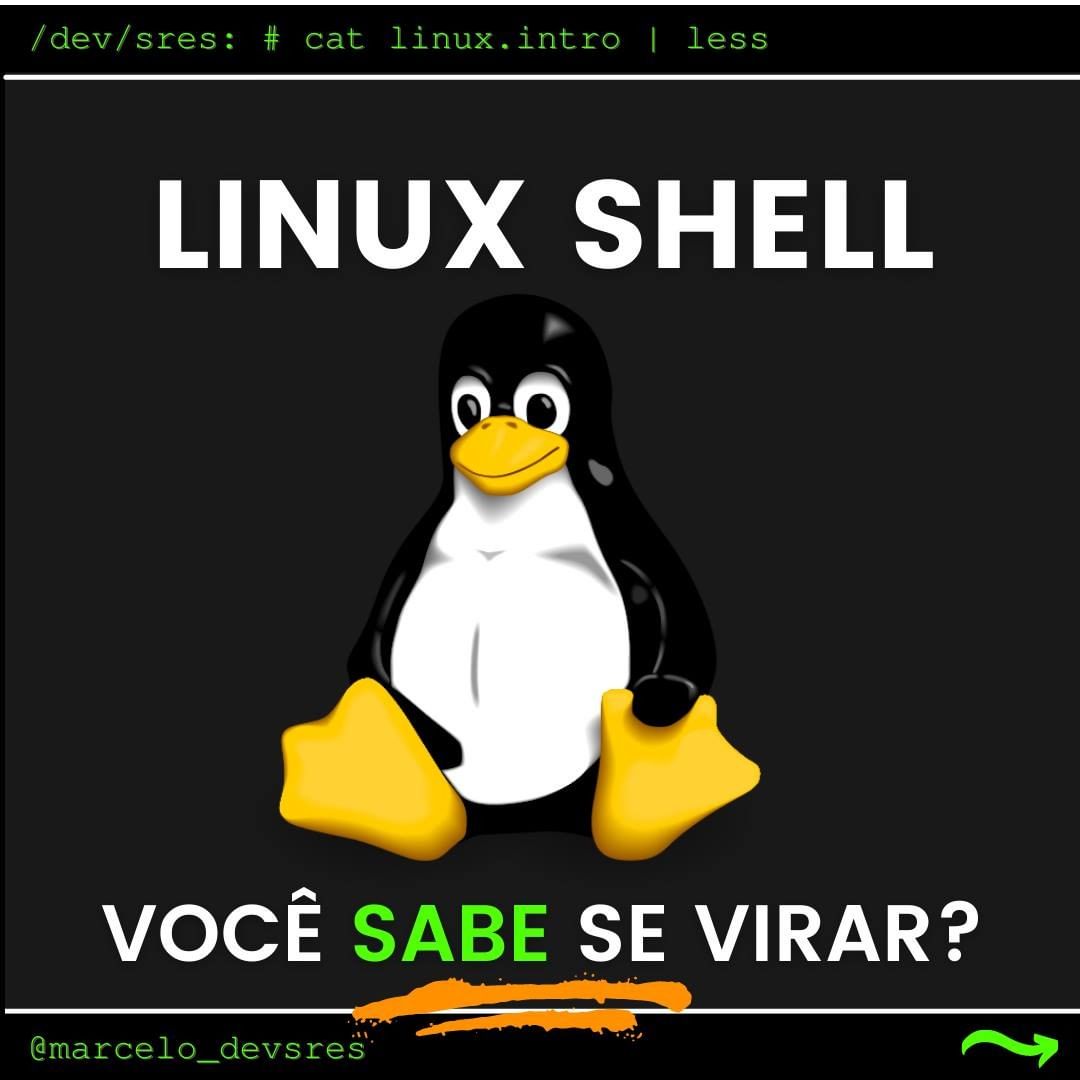 /dev/sres: # cat linux.intro | less
LINUX SHELL
VOCÊ SABE SE VIRAR?
@marcelo_devsres